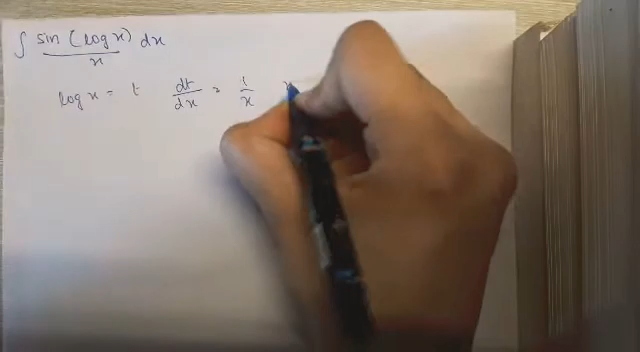 ∫ sin (log x) / x dx
log x = t dt/dx = 1/x